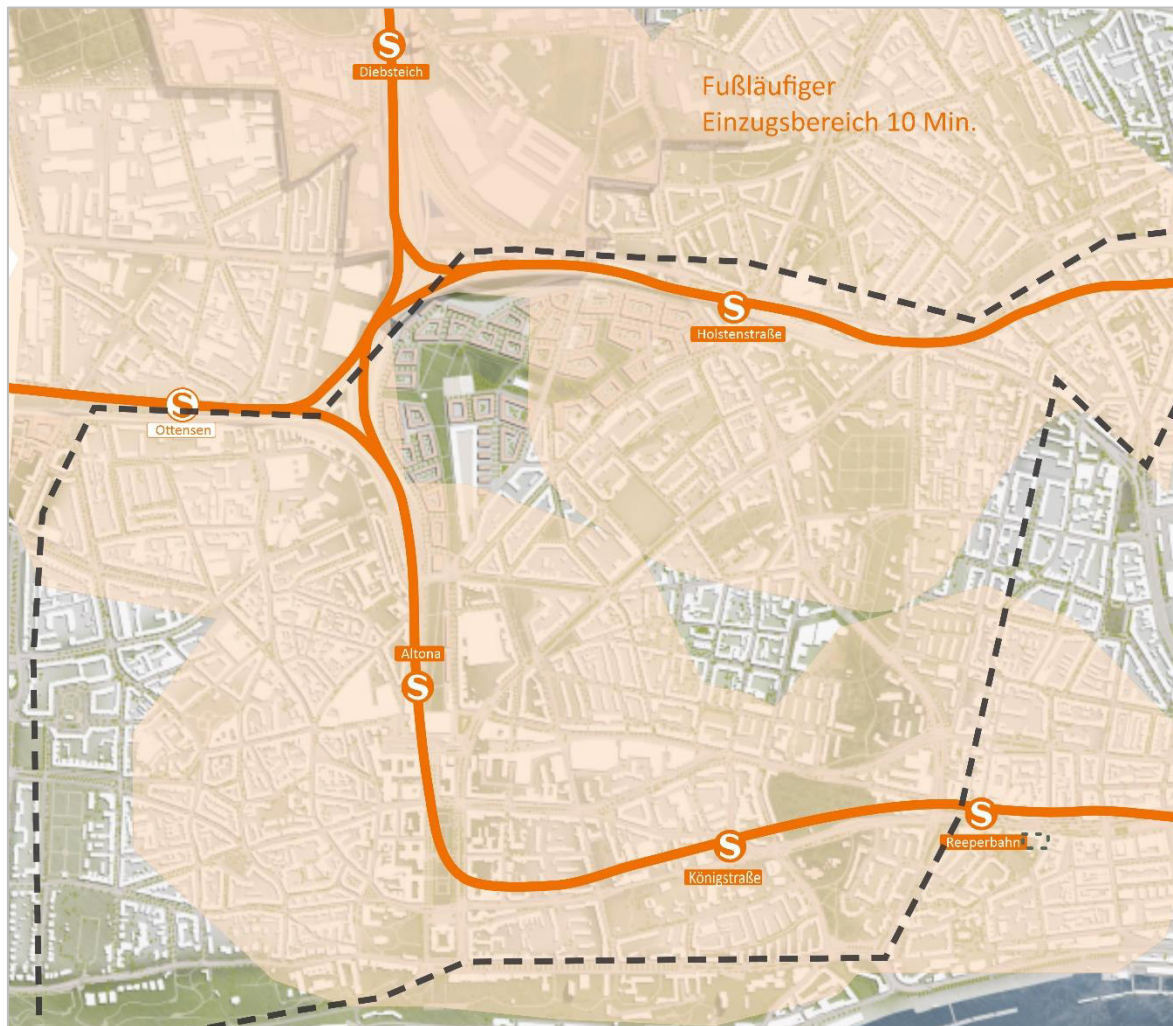 S
Diebsteich
Fußläufiger
Einzugsbereich 10 Min.
S
Holstenstraße
S
Ottensen
Altona
S
S
Reeperbahn
S
Königstraße